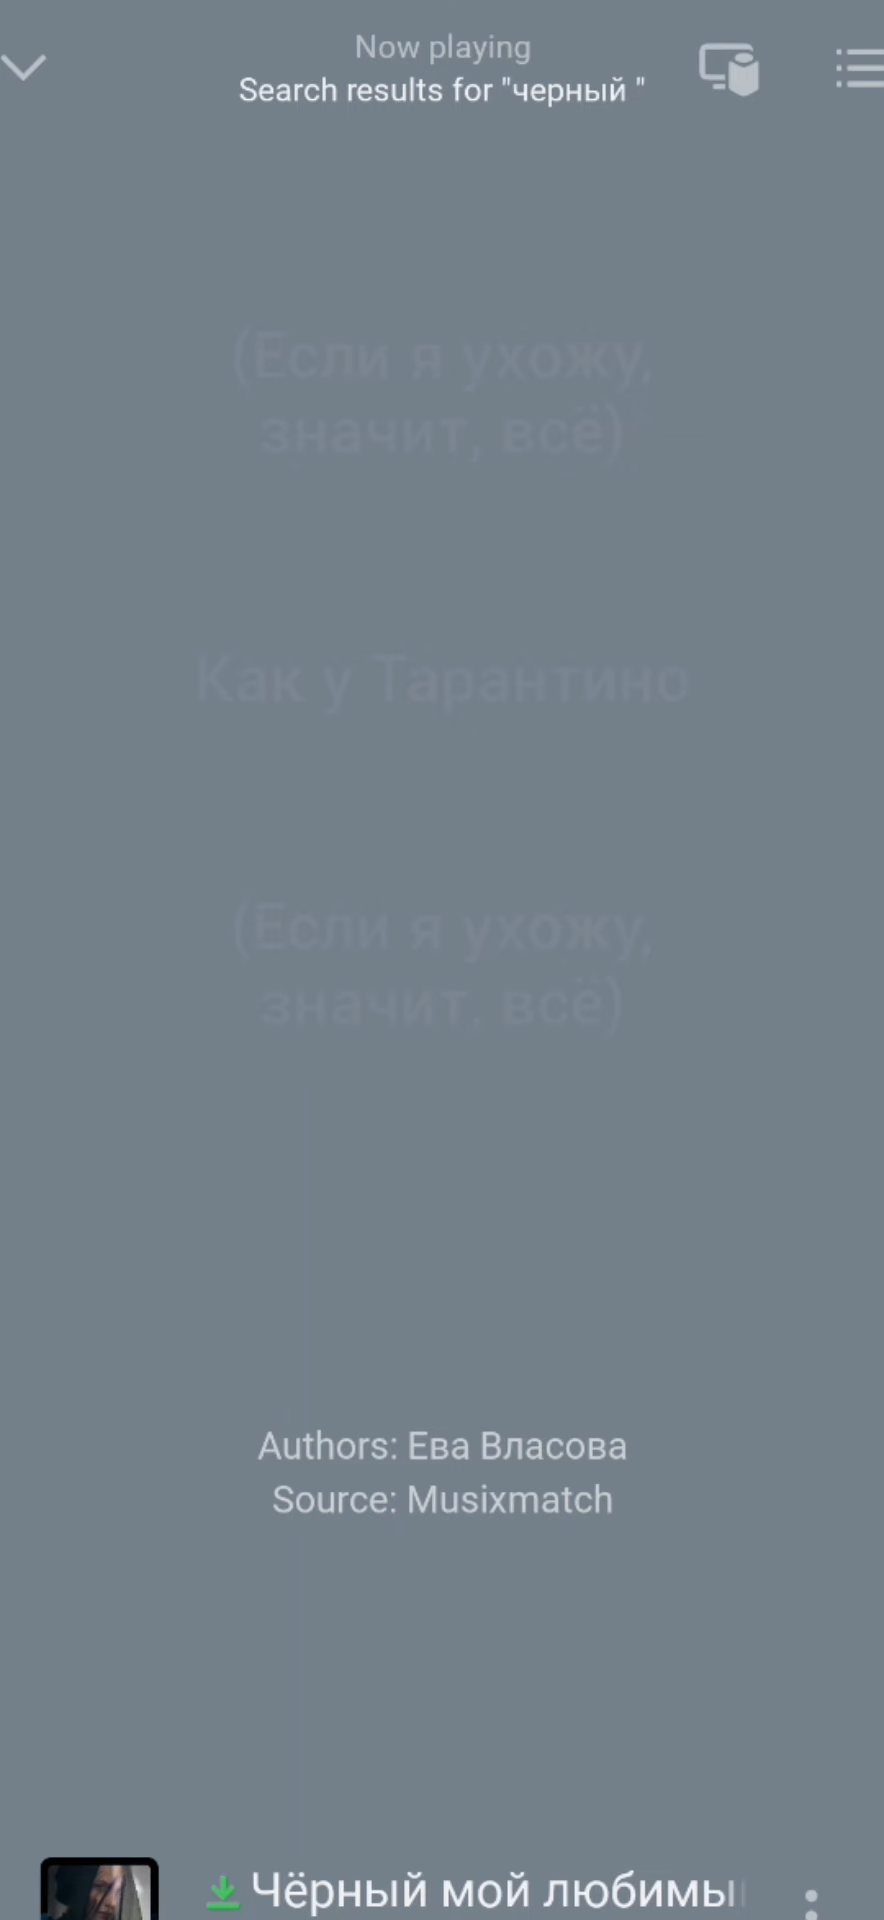 Now playing
Search results for "черный "
(Если я ухожу,
значит, всё)
Как у Тарантино
(Если я ухожу,
значит, всё)
Authors: Ева Власова
Source: Musixmatch
Чёрный мой любимы